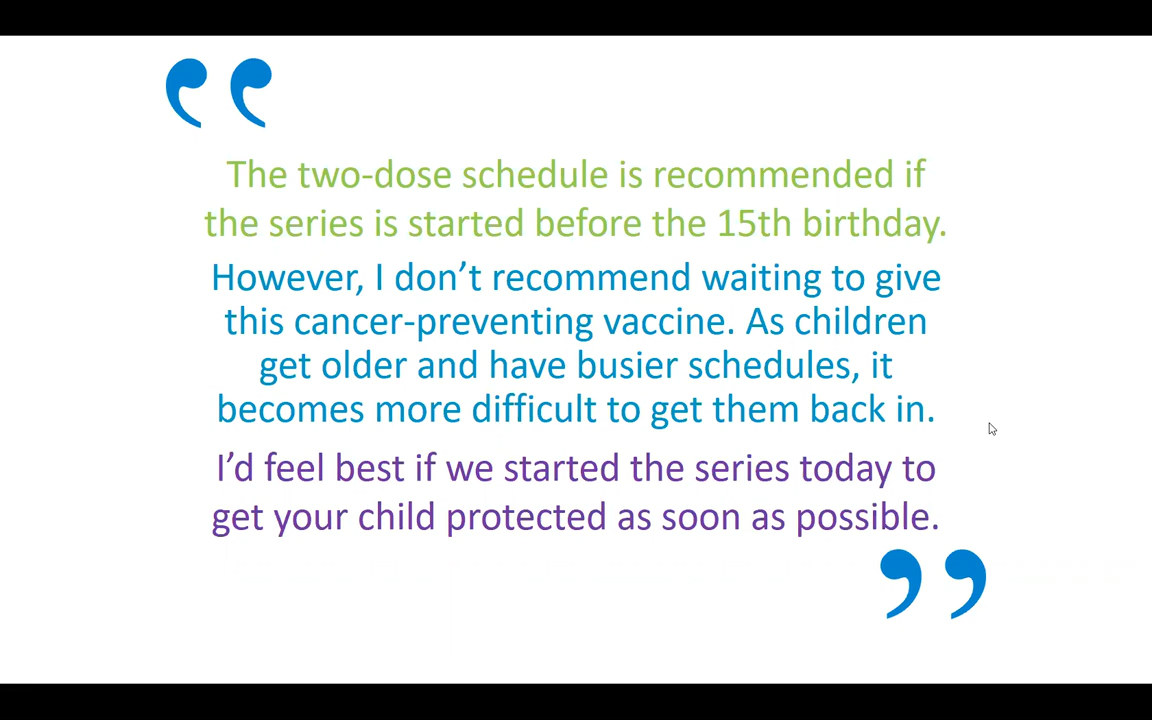 “
The two-dose schedule is recommended if
the series is started before the 15th birthday.
However, I don’t recommend waiting to give
this cancer-preventing vaccine. As children
get older and have busier schedules, it
becomes more difficult to get them back in.
I’d feel best if we started the series today to
get your child protected as soon as possible.
”